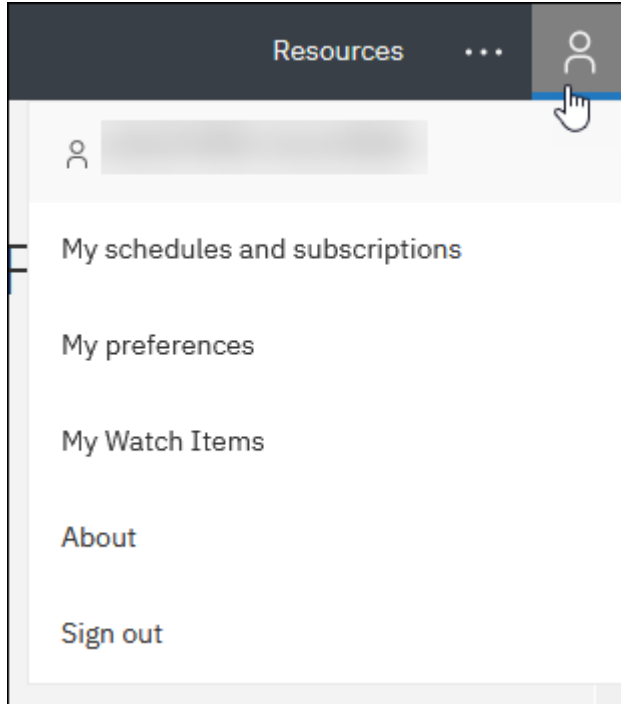 Resources ...
My schedules and subscriptions
My preferences
My Watch Items
About
Sign out